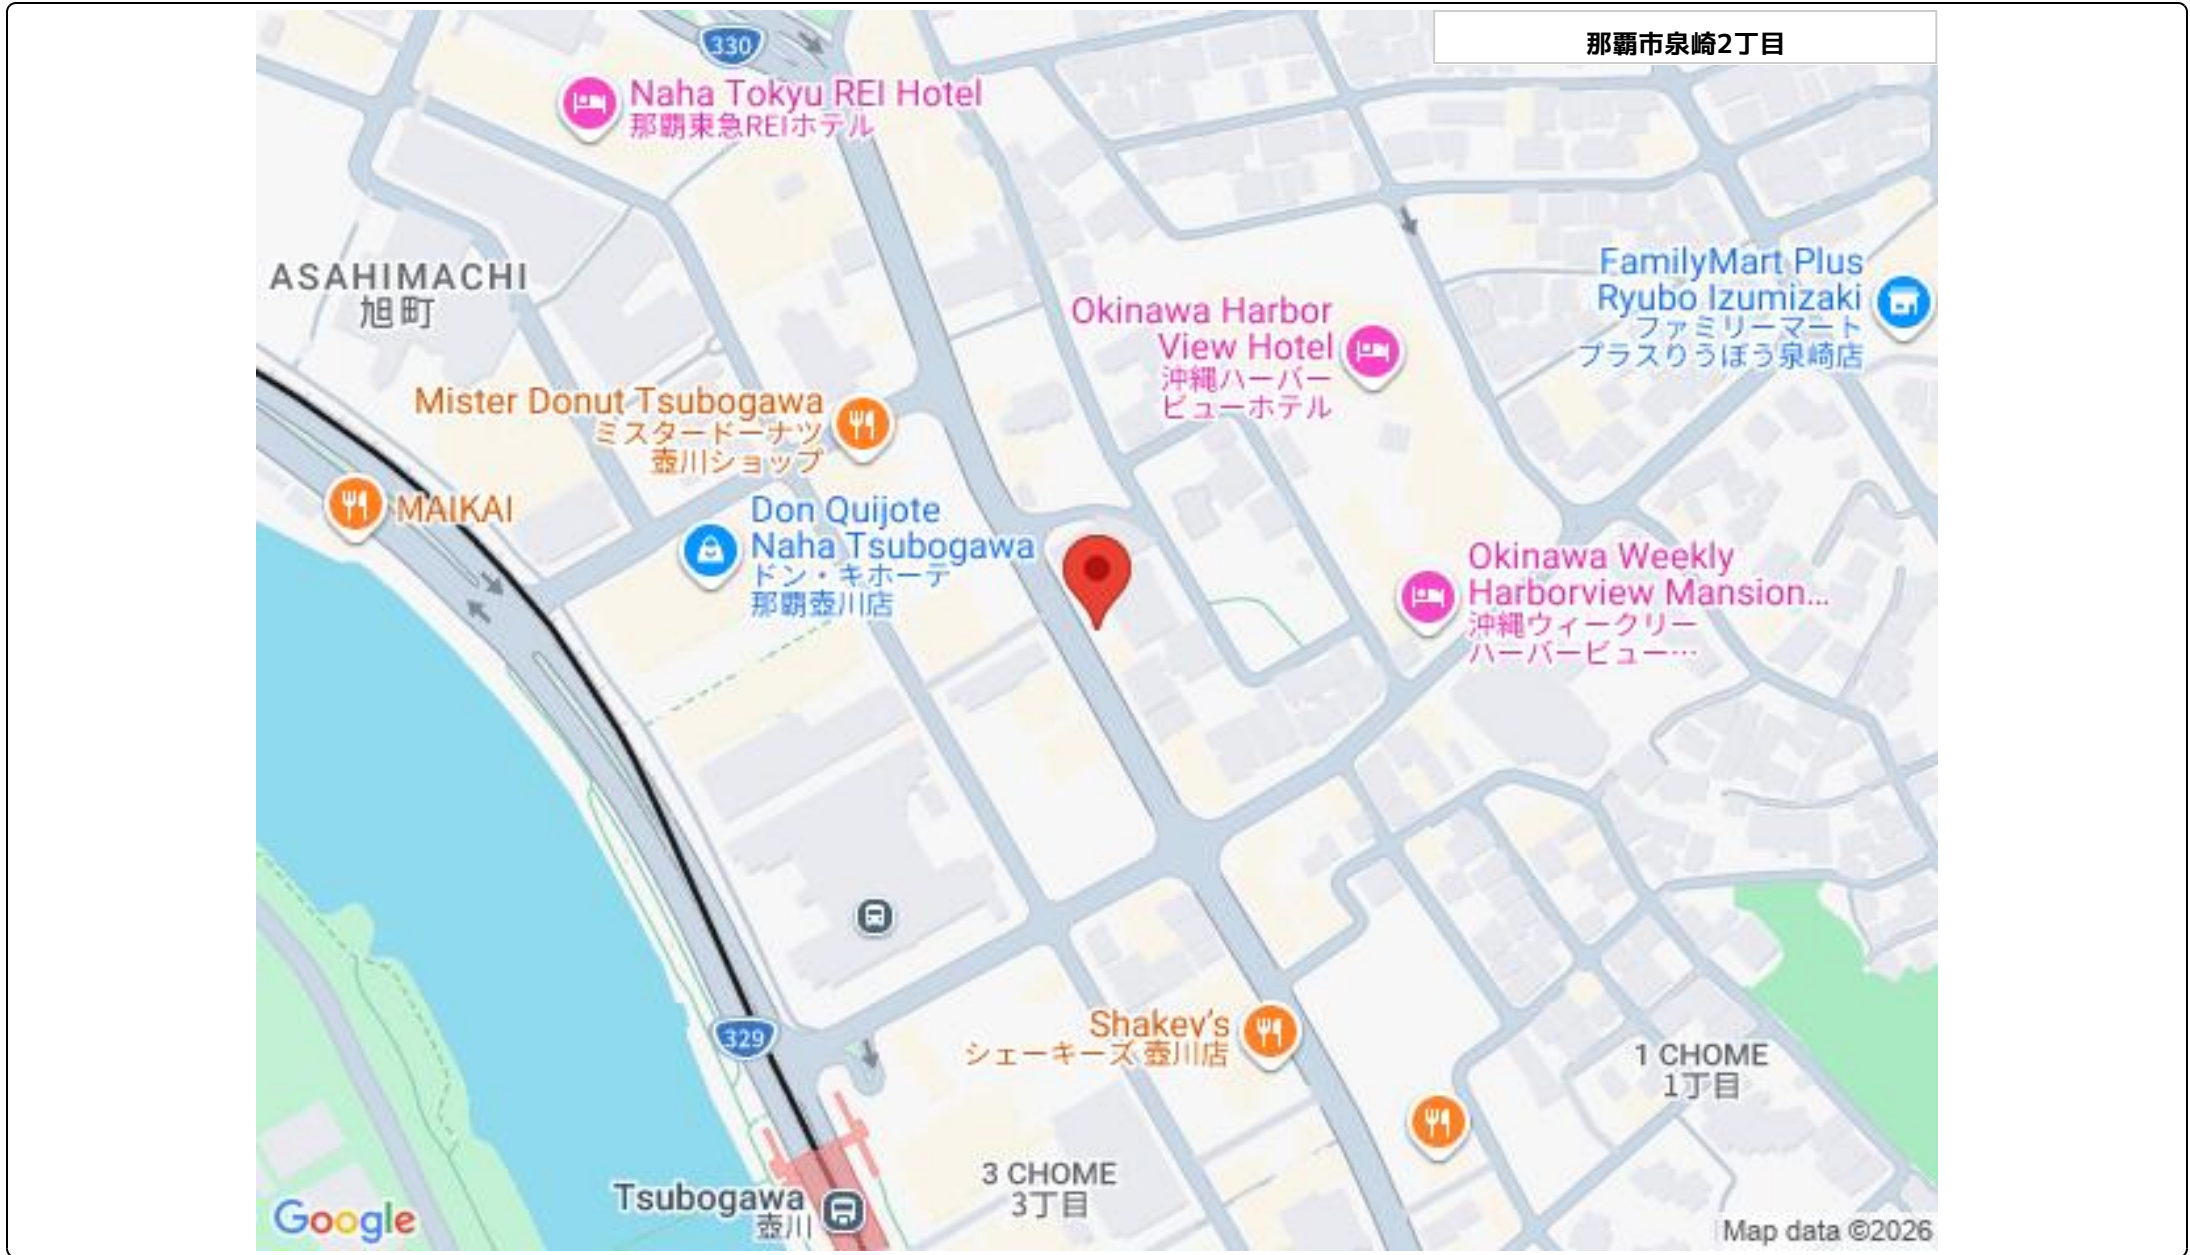 330
那覇市泉崎2丁目
Naha Tokyu REI Hotel
那覇東急REIホテル
ASAHIMACHI
旭町
FamilyMart Plus
Ryubo Izumizaki
ファミリーマート
プラスりうぼう泉崎店
Okinawa Harbor
View Hotel
沖縄ハーバー
ビューホテル
Mister Donut Tsubogawa
ミスタードーナツ
壺川ショップ
MAIKAI
Don Quijote
Naha Tsubogawa
ドン・キホーテ
那覇壺川店
Okinawa Weekly
Harborview Mansion...
沖縄ウィークリー
ハーバービュー…
329
Shakey's
シェーキーズ 壺川店
1 CHOME
1丁目
3 CHOME
3丁目
Tsubogawa
壺川
Google
Map data ©2026